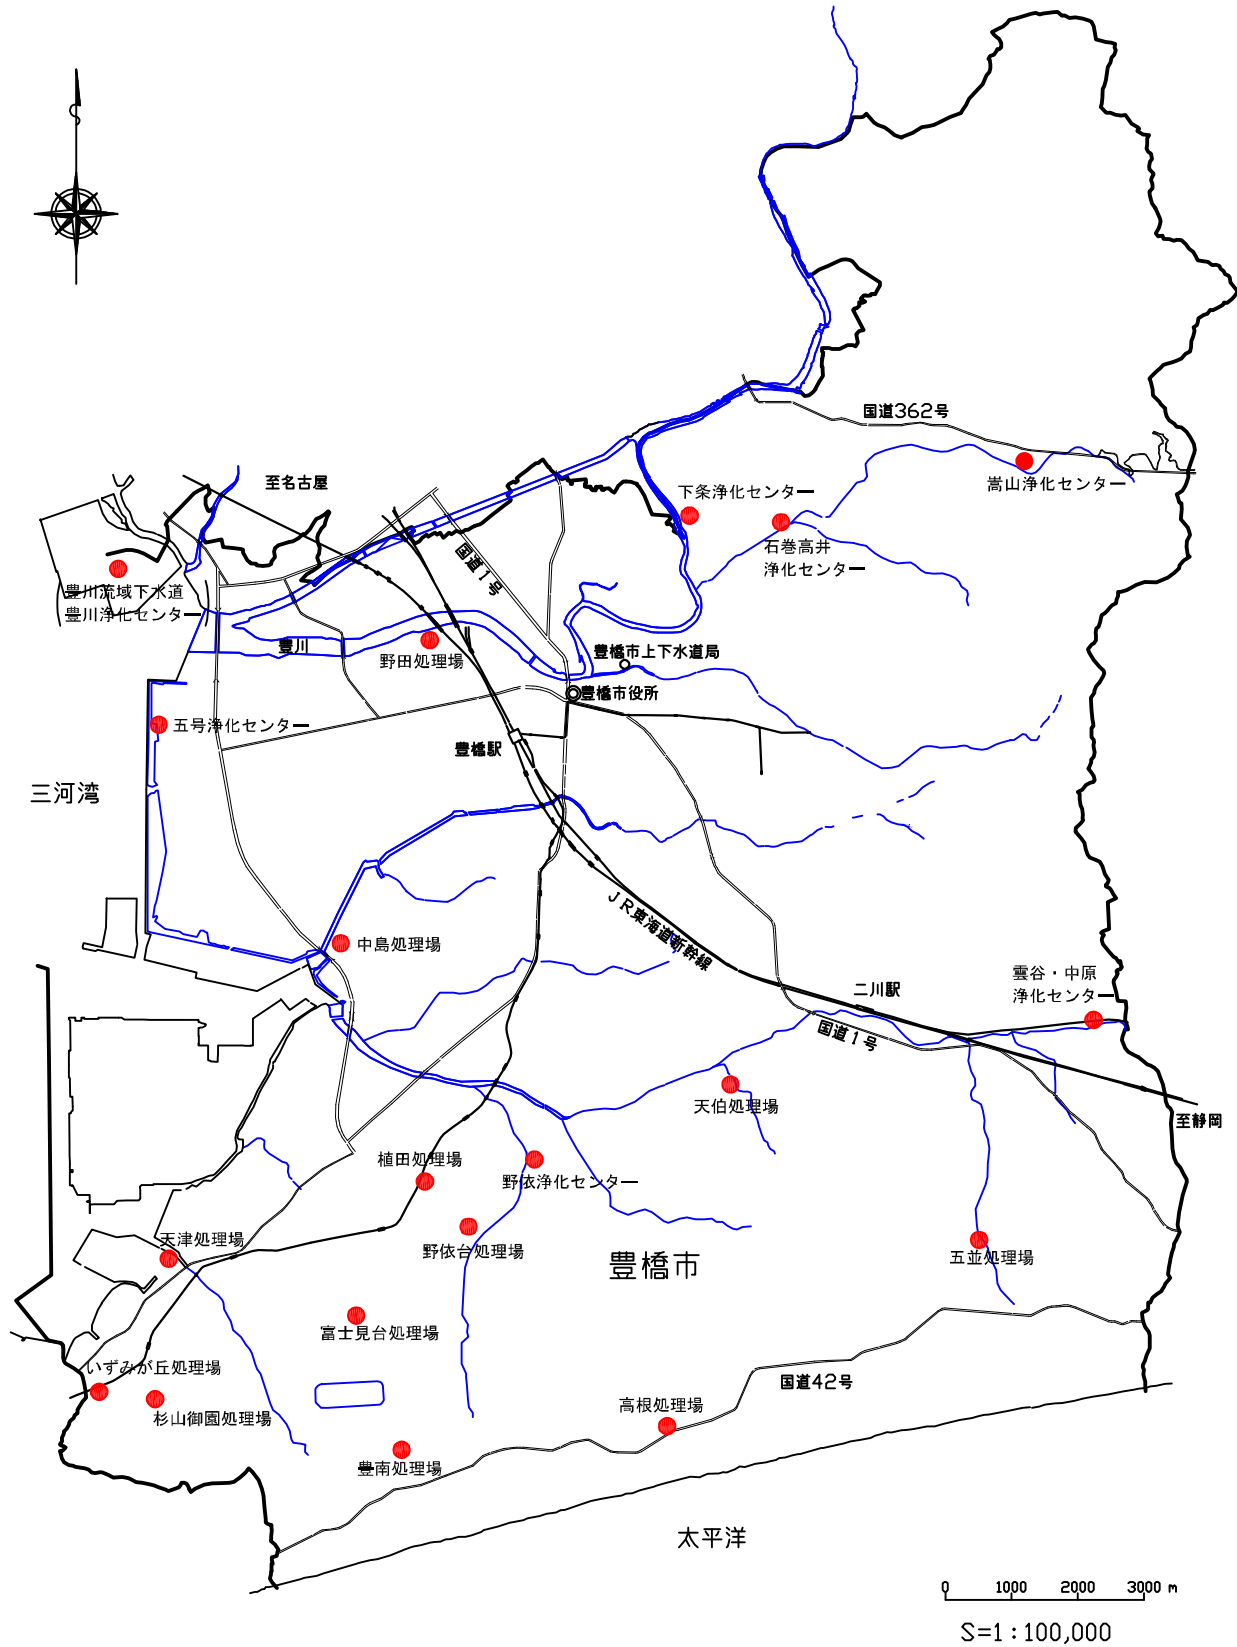 国道362号
嵩山浄化センター
至名古屋
下条浄化センター
石巻高井
浄化センター
国道1号
豊川流域下水道
豊川浄化センター
豊川
野田処理場
豊橋市上下水道局
豊橋市役所
五号浄化センター
豊橋駅
三河湾
JR東海道新幹線
中島処理場
雲谷・中原
浄化センター
二川駅
国道1号
天伯処理場
至静岡
植田処理場
野依浄化センター
天津処理場
野依台処理場
豊橋市
五並処理場
富士見台処理場
いずみが丘処理場
杉山御園処理場
国道42号
高根処理場
豊南処理場
太平洋
0 1000 2000 3000 m
S=1:100,000